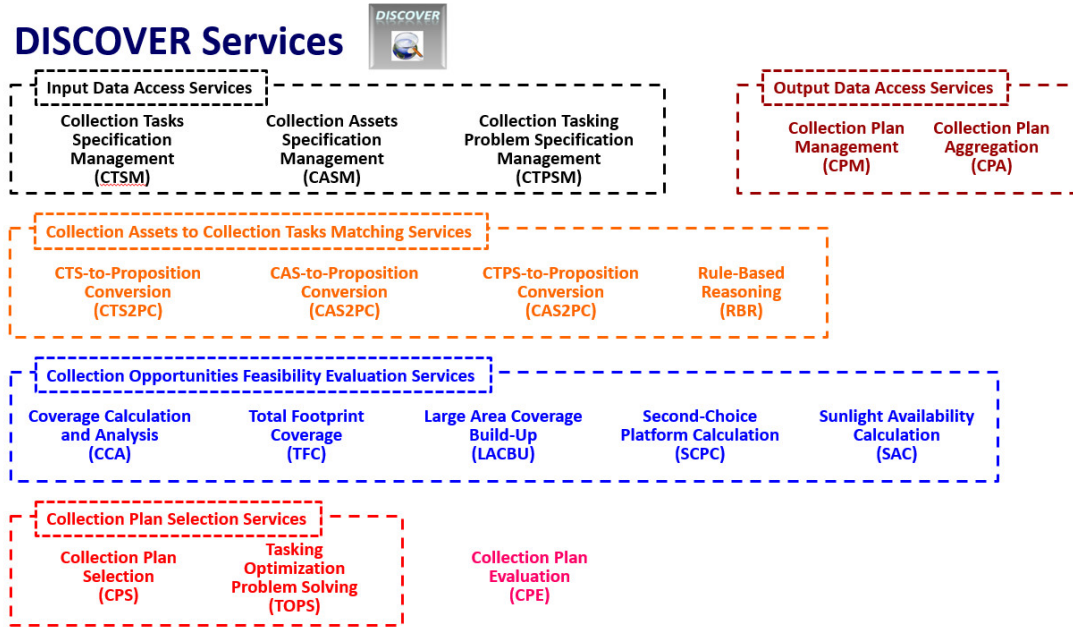 DISCOVER Services
DISCOVER
Input Data Access Services
Collection Tasks
Specification
Management
(CTSM)
Collection Assets
Specification
Management
(CASM)
Collection Tasking
Problem Specification
Management
(CTPSM)
Output Data Access Services
Collection Plan
Management
(CPM)
Collection Plan
Aggregation
(CPA)
Collection Assets to Collection Tasks Matching Services
CTS-to-Proposition
Conversion
(CTS2PC)
CAS-to-Proposition
Conversion
(CAS2PC)
CTPS-to-Proposition
Conversion
(CAS2PC)
Rule-Based
Reasoning
(RBR)
Collection Opportunities Feasibility Evaluation Services
Coverage Calculation
and Analysis
(CCA)
Total Footprint
Coverage
(TFC)
Large Area Coverage
Build-Up
(LACBU)
Second-Choice
Platform Calculation
(SCPC)
Sunlight Availability
Calculation
(SAC)
Collection Plan Selection Services
Collection Plan
Selection
(CPS)
Tasking
Optimization
Problem Solving
(TOPS)
Collection Plan
Evaluation
(CPE)